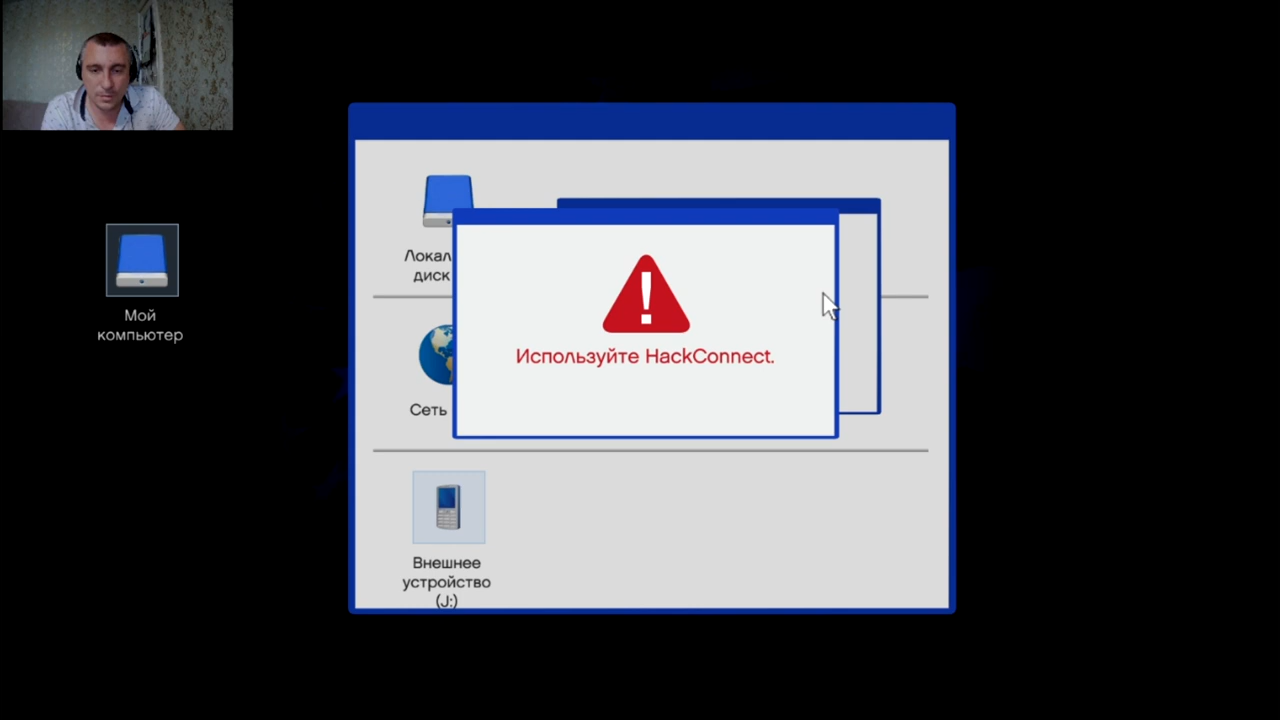 Локал
диск
Используйте HackConnect.
Мой
компьютер
Сеть
Внешнее
устройство
(J:)